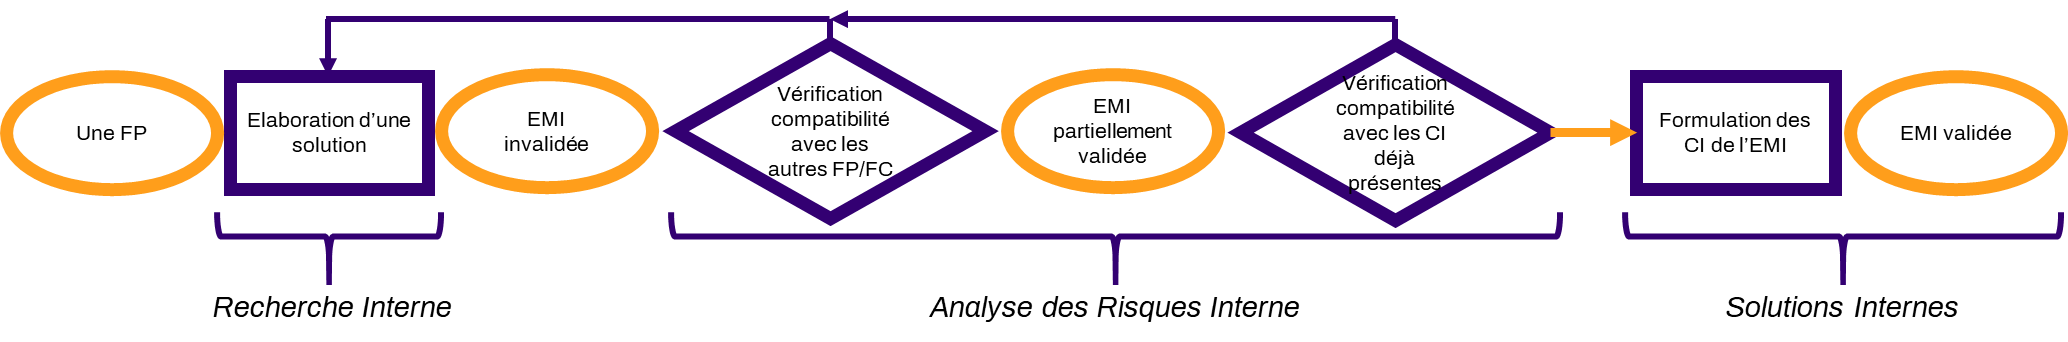 Une FP
Elaboration d’une
solution
EMI
invalidée
Vérification
compatibilité
avec les
autres FP/FC
EMI
partiellement
validée
Vérification
compatibilité
avec les CI
déjà
présentes
Formulation des
CI de l’EMI
EMI validée
Recherche Interne
Analyse des Risques Interne
Solutions Internes